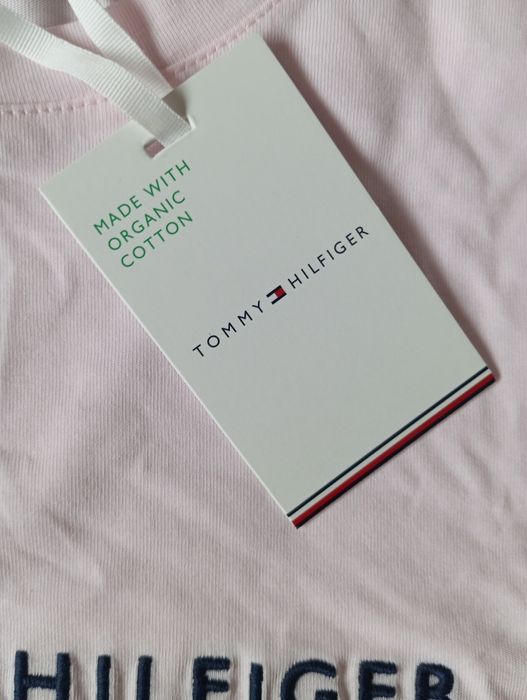 MADE WITH
ORGANIC
COTTON
TOMMY HILFIGER
HILFIGER